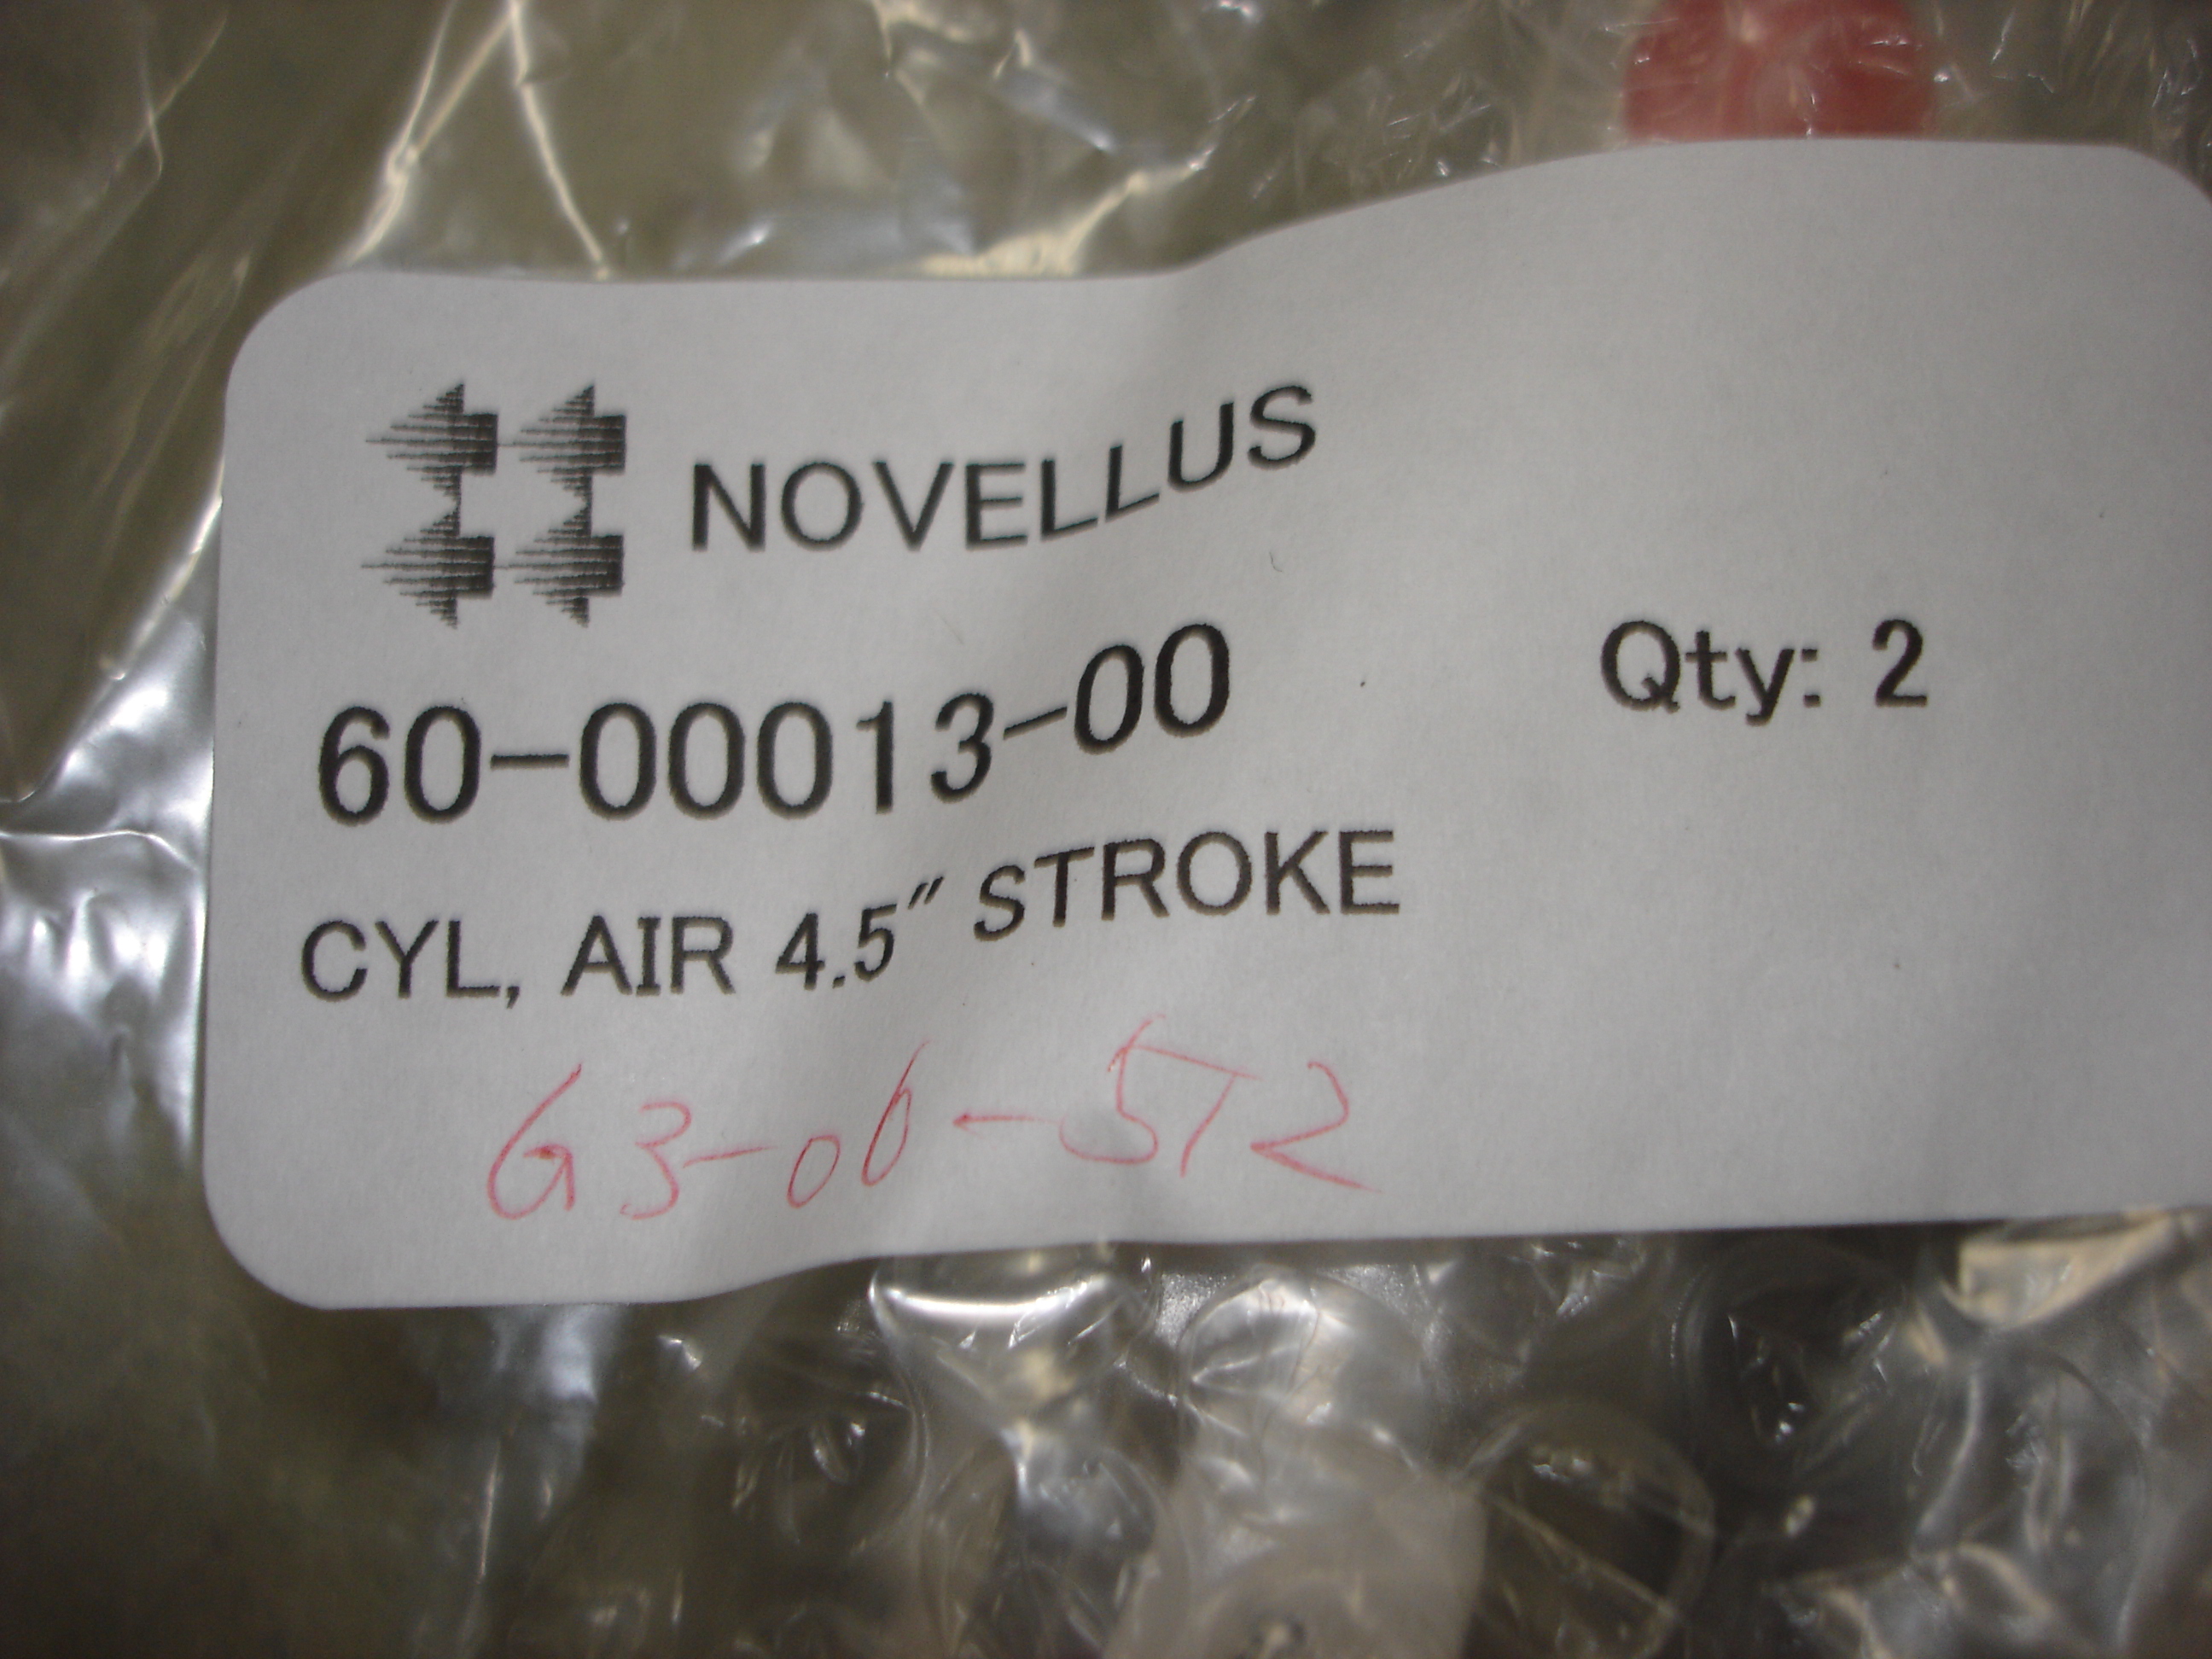 NOVELLUS
60-00013-00 Qty: 2
CYL, AIR 4.5" STROKE
G3-06-572